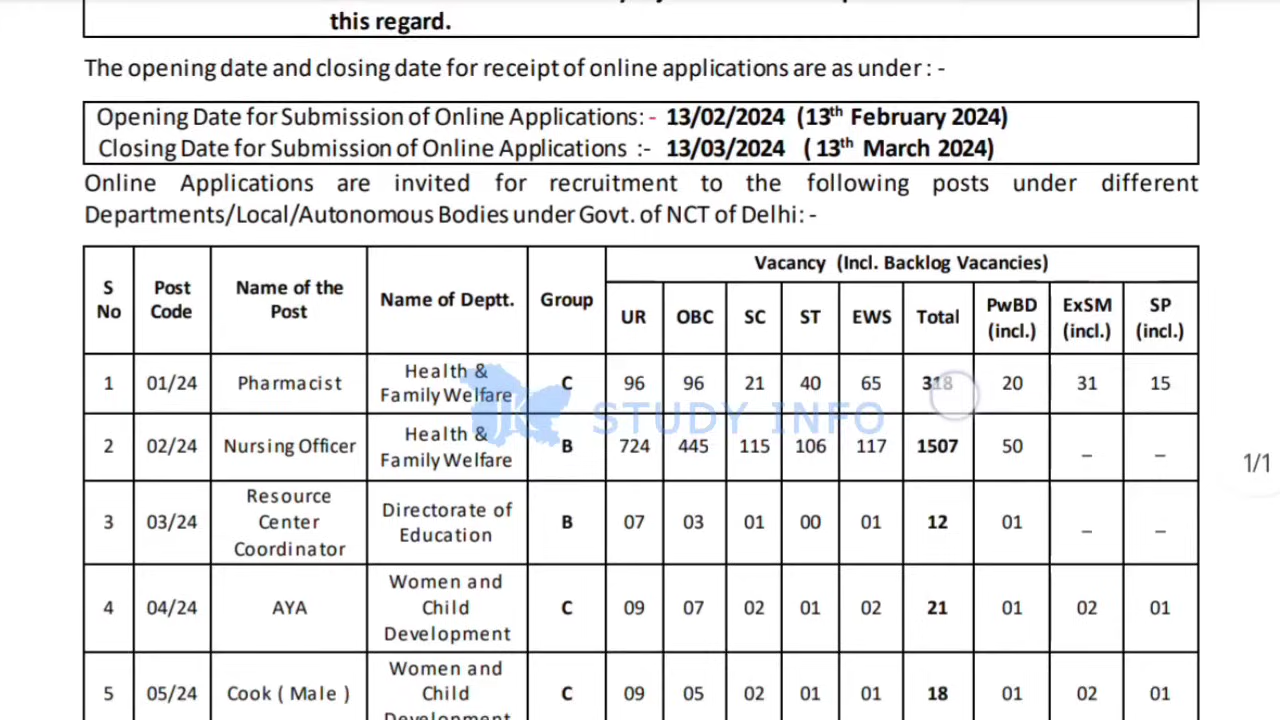 this regard.
The opening date and closing date for receipt of online applications are as under : -
Opening Date for Submission of Online Applications: - 13/02/2024 (13th February 2024)
Closing Date for Submission of Online Applications :- 13/03/2024 ( 13th March 2024)
Online Applications are invited for recruitment to the following posts under different
Departments/Local/Autonomous Bodies under Govt. of NCT of Delhi: -
S No Post Code Name of the Post Name of Deptt. Group Vacancy (Incl. Backlog Vacancies)
UR OBC SC ST EWS Total PwBD (incl.) ExSM (incl.) SP (incl.)
1 01/24 Pharmacist Health & Family Welfare C 96 96 21 40 65 318 20 31 15
JK STUDY INFO
2 02/24 Nursing Officer Health & Family Welfare B 724 445 115 106 117 1507 50 _ _
1/1
3 03/24 Resource Center Coordinator Directorate of Education B 07 03 01 00 01 12 01 _ _
4 04/24 AYA Women and Child Development C 09 07 02 01 02 21 01 02 01
5 05/24 Cook ( Male ) Women and Child Development C 09 05 02 01 01 18 01 02 01